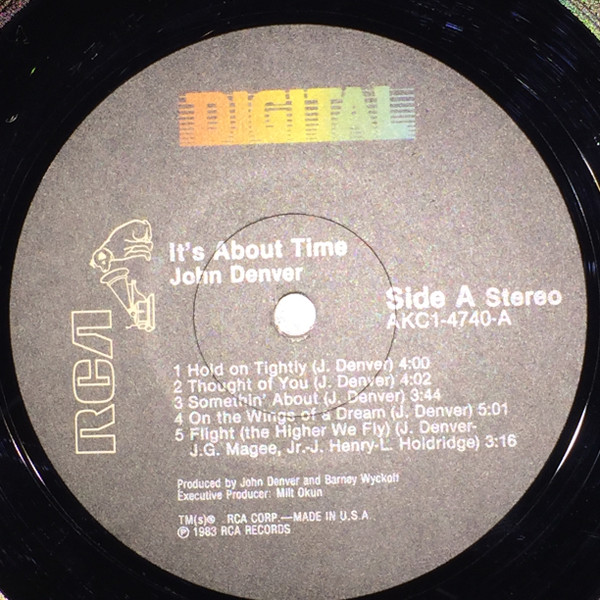 DIGITAL
It's About Time
John Denver
Side A Stereo
AKC1-4740-A
RCA
1 Hold on Tightly (J. Denver) 4:00
2 Thought of You (J. Denver) 4:02
3 Somethin' About (J. Denver) 3:44
4 On the Wings of a Dream (J. Denver) 5:01
5 Flight (the Higher We Fly) (J. Denver-
J.G. Magee, Jr.-J. Henry-L. Holdridge) 3:16
Produced by John Denver and Barney Wyckoff
Executive Producer: Milt Okun
TM(s)® RCA CORP.—MADE IN U.S.A.
℗ 1983 RCA RECORDS